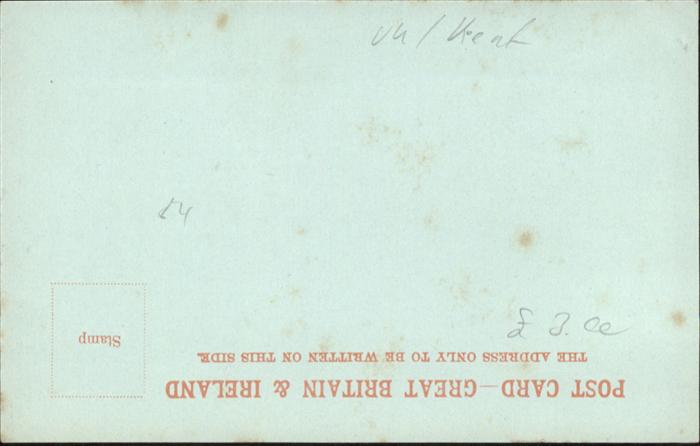 UK / Kent
£ 3.00
POST CARD—GREAT BRITAIN & IRELAND
THE ADDRESS ONLY TO BE WRITTEN ON THIS SIDE.
Stamp